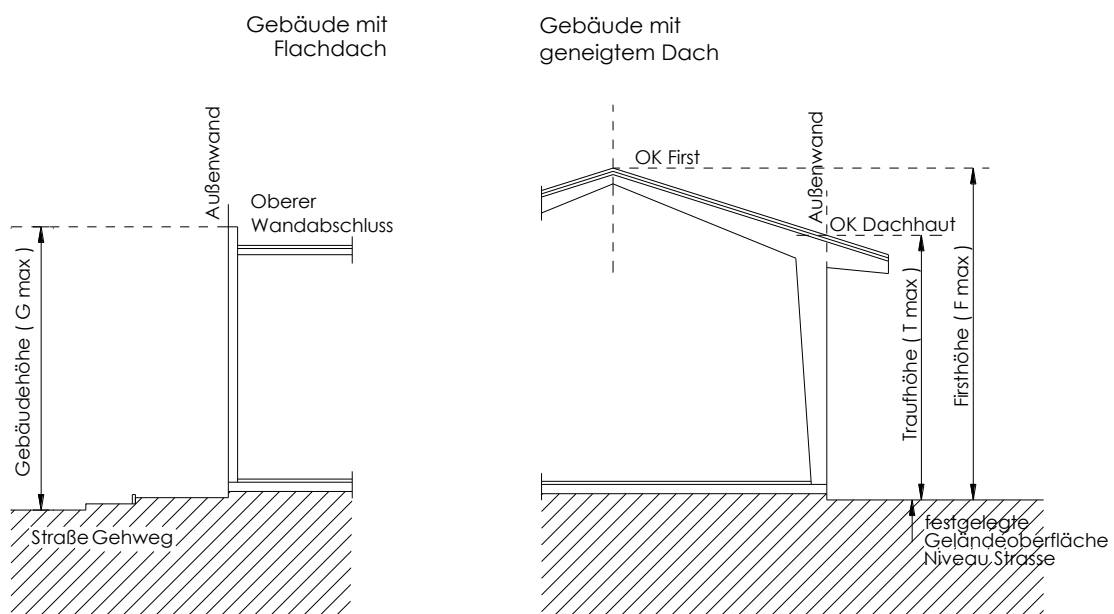 Gebäude mit
Flachdach
Gebäude mit
geneigtem Dach
Außenwand
Oberer
Wandabschluss
Gebäudehöhe ( G max )
Straße Gehweg
OK First
Außenwand
OK Dachhaut
Traufhöhe ( T max )
Firsthöhe ( F max )
festgelegte
Geländeoberfläche
Niveau Strasse